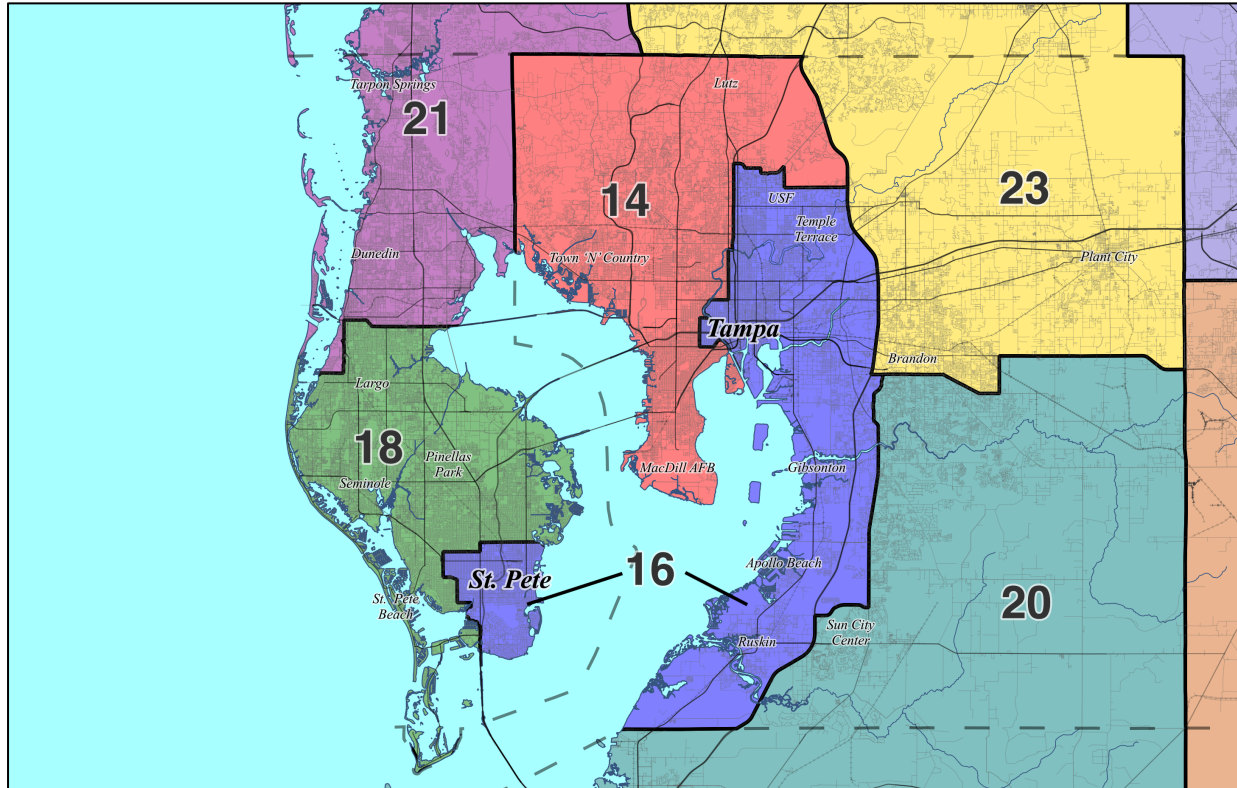 Tarpon Springs
21
Lutz
14
USF
Temple
Terrace
23
Dunedin
Town 'N' Country
Plant City
Tampa
Brandon
Largo
18
Pinellas
Park
Seminole
MacDill AFB
Gibsonton
St. Pete
16
Apollo Beach
St. Pete
Beach
20
Ruskin
Sun City
Center